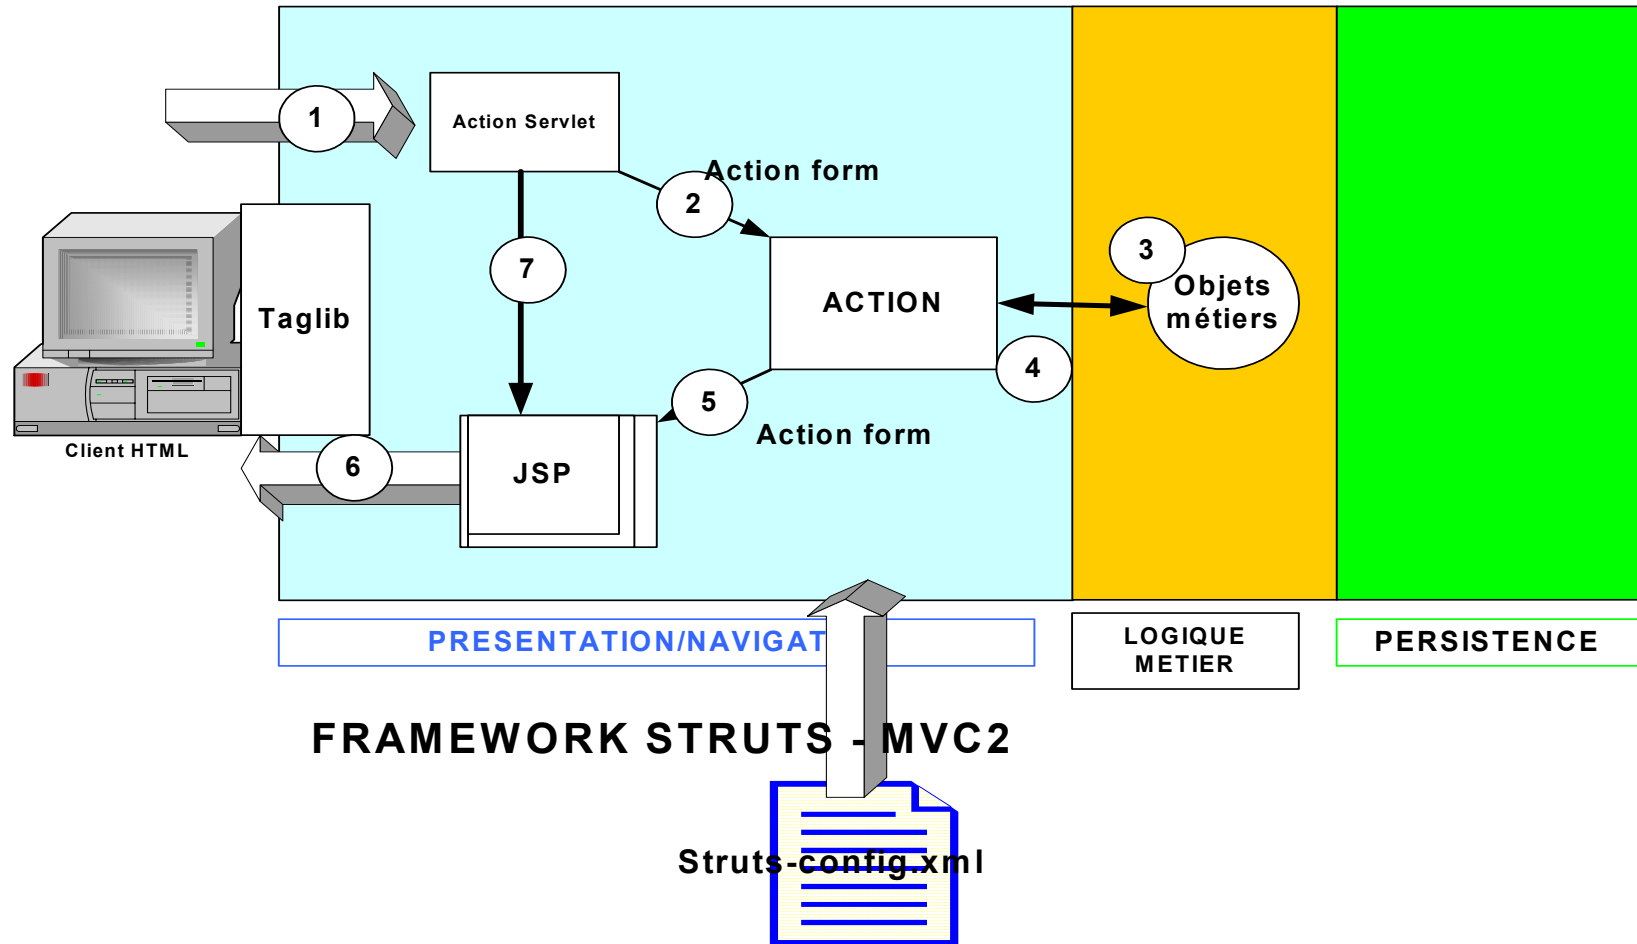 1
Action Servlet
Action form
2
3
7
Objets
métiers
Taglib
ACTION
4
5
Action form
Client HTML
6
JSP
PRESENTATION/NAVIGAT
LOGIQUE
METIER
PERSISTENCE
FRAMEWORK STRUTS - MVC2
Struts-config.xml